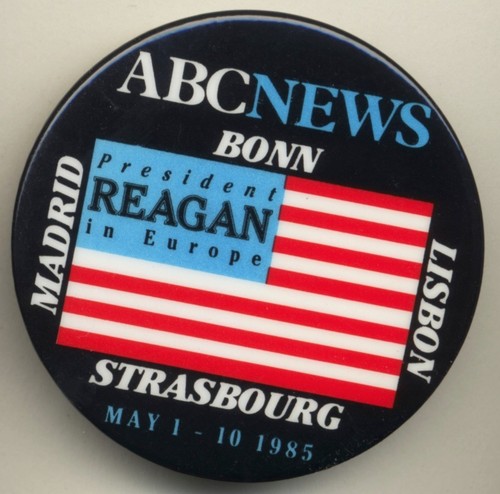 ABCNEWS
BONN
MADRID
President
REAGAN
in Europe
LISBON
STRASBOURG
MAY 1 - 10 1985